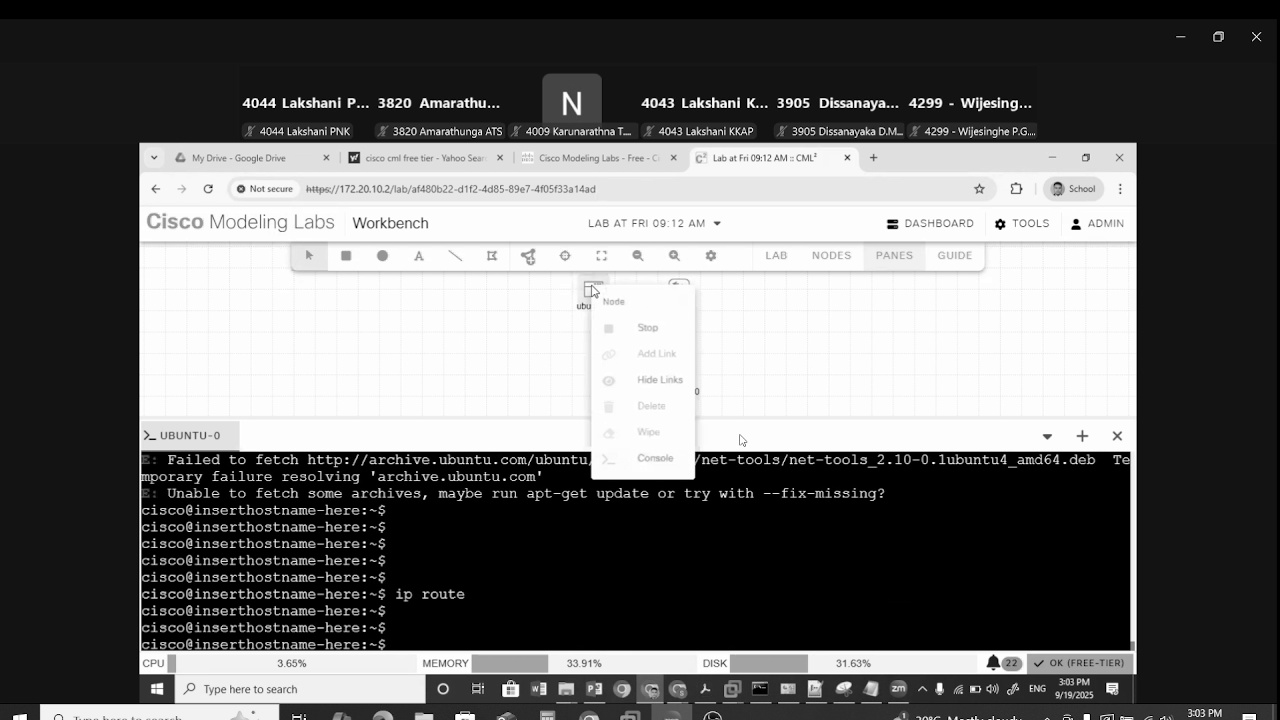 4044 Lakshani P... 3820 Amarathu... N 4043 Lakshani K... 3905 Dissanaya... 4299 - Wijesing...
4044 Lakshani PNK 3820 Amarathunga ATS 4009 Karunarathna T... 4043 Lakshani KKAP 3905 Dissanayaka D.M... 4299 - Wijesinghe P.G....
My Drive - Google Drive cisco cml free tier - Yahoo Sear Cisco Modeling Labs - Free - C Lab at Fri 09:12 AM :: CML²
Not secure https://172.20.10.2/lab/af480b22-d1f2-4d85-89e7-4f05f33a14ad School
Cisco Modeling Labs Workbench LAB AT FRI 09:12 AM DASHBOARD TOOLS ADMIN
A LAB NODES PANES GUIDE
ubu
Node
Stop
Add Link
Hide Links
Delete 0
Wipe
Console
UBUNTU-0
E: Failed to fetch http://archive.ubuntu.com/ubuntu /net-tools/net-tools_2.10-0.1ubuntu4_amd64.deb Te
mporary failure resolving 'archive.ubuntu.com'
E: Unable to fetch some archives, maybe run apt-get update or try with --fix-missing?
cisco@inserthostname-here:~$
cisco@inserthostname-here:~$
cisco@inserthostname-here:~$
cisco@inserthostname-here:~$
cisco@inserthostname-here:~$
cisco@inserthostname-here:~$ ip route
cisco@inserthostname-here:~$
cisco@inserthostname-here:~$
cisco@inserthostname-here:~$
CPU 3.65% MEMORY 33.91% DISK 31.63% 22 OK (FREE-TIER)
Type here to search ENG 3:03 PM
9/19/2025
Type here to search Mostly cloudy 3:03 PM